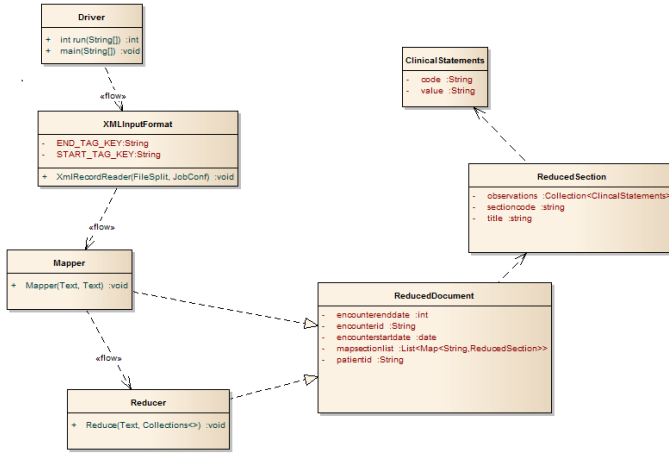 Driver
+ int run(String[]) :int
+ main(String[]) :void
«flow»
XMLInputFormat
- END_TAG_KEY:String
- START_TAG_KEY:String
+ XmlRecordReader(FileSplit, JobConf) :void
«flow»
Mapper
+ Mapper(Text, Text) :void
«flow»
Reducer
+ Reduce(Text, Collections<>) :void
ClinicalStatements
- code :String
- value :String
ReducedSection
- observations :Collection<ClincalStatements>
- sectioncode :string
- title :string
ReducedDocument
- encounterenddate :int
- encounterid :String
- encounterstartdate :date
- mapsectionlist :List<Map<String,ReducedSection>>
- patientid :String